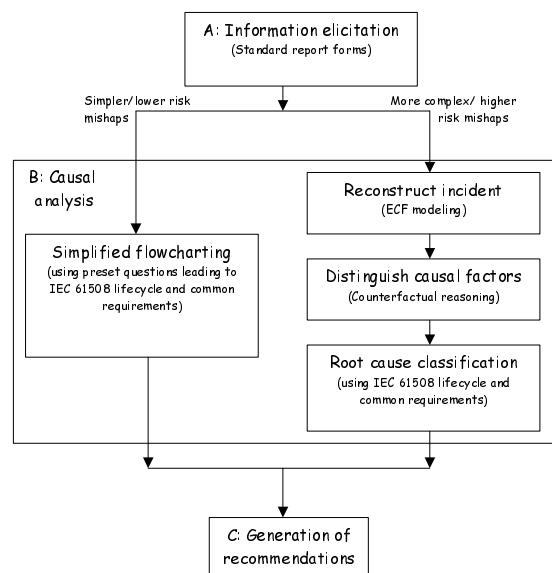 A: Information elicitation
(Standard report forms)
Simpler/lower risk
mishaps
More complex/ higher
risk mishaps
B: Causal
analysis
Simplified flowcharting
(using preset questions leading to
IEC 61508 lifecycle and common
requirements)
Reconstruct incident
(ECF modeling)
Distinguish causal factors
(Counterfactual reasoning)
Root cause classification
(using IEC 61508 lifecycle and
common requirements)
C: Generation of
recommendations